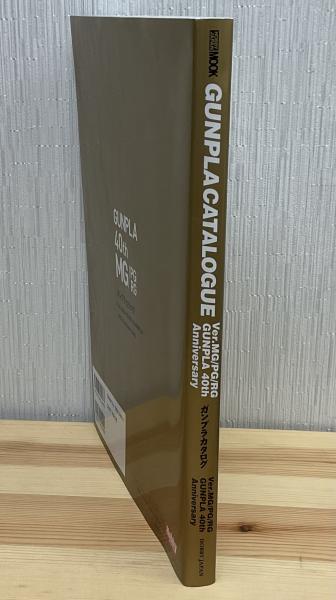 MOOK
GUNPLA CATALOGUE
Ver.MG/PG/RG
GUNPLA 40th
Anniversary
ガンプラカタログ
Ver.MG/PG/RG
GUNPLA 40th
Anniversary
HOBBY JAPAN
GUNPLA
40th
MG
PG
RG